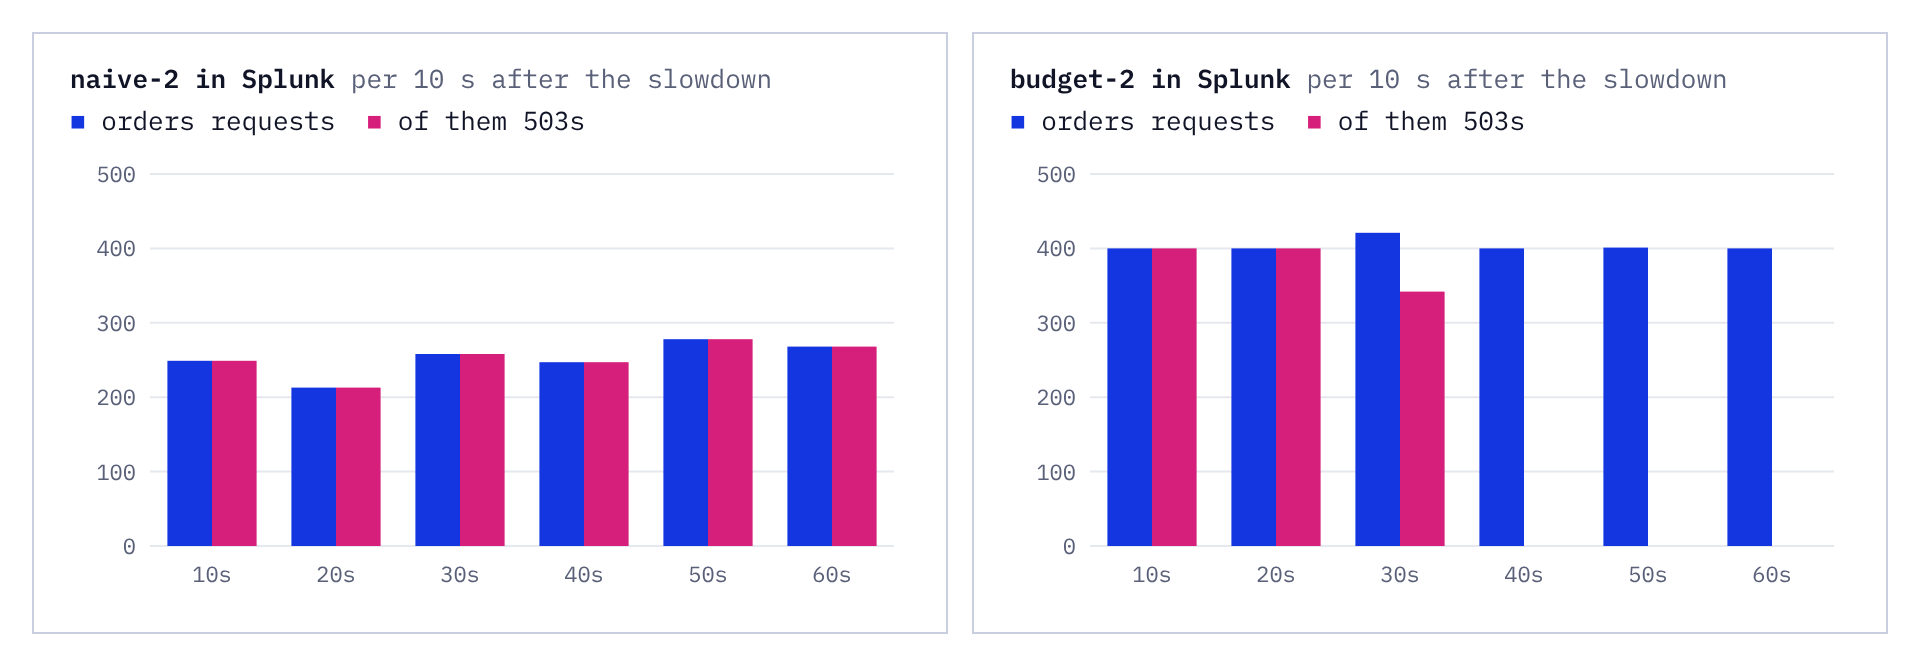 naive-2 in Splunk per 10 s after the slowdown
orders requests of them 503s
500
400
300
200
100
0
10s 20s 30s 40s 50s 60s
budget-2 in Splunk per 10 s after the slowdown
orders requests of them 503s
500
400
300
200
100
0
10s 20s 30s 40s 50s 60s